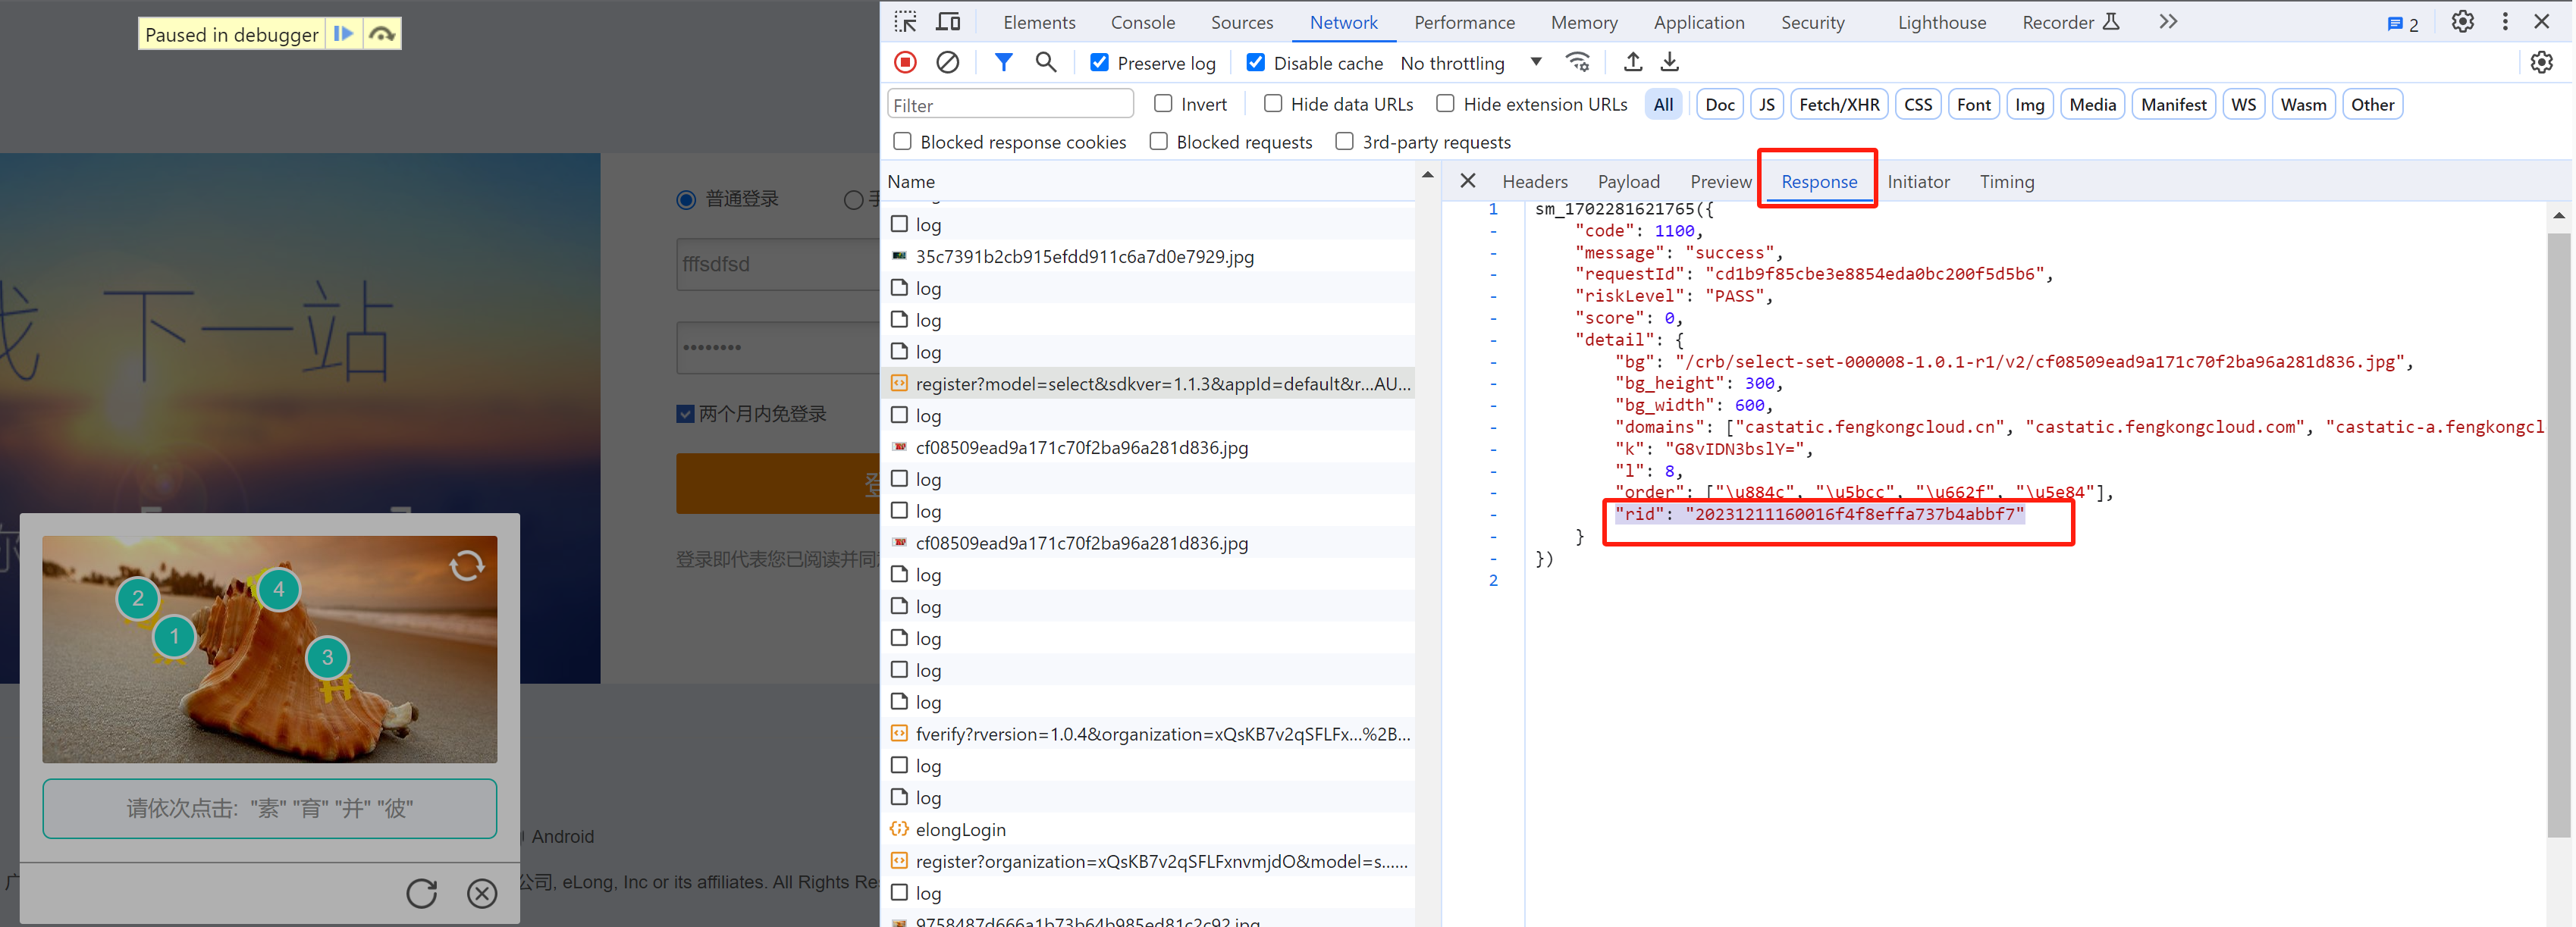 Paused in debugger
找 下一站
你
普通登录
手
fffsdfsd
••••••••
两个月内免登录
登
登录即代表您已阅读并同意
2
1
4
3
请依次点击: "素" "育" "并" "彼"
Android
广
公司, eLong, Inc or its affiliates. All Rights Res
Elements Console Sources Network Performance Memory Application Security Lighthouse Recorder 2
Preserve log Disable cache No throttling
Filter Invert Hide data URLs Hide extension URLs All Doc JS Fetch/XHR CSS Font Img Media Manifest WS Wasm Other
Blocked response cookies Blocked requests 3rd-party requests
Name
log
35c7391b2cb915efdd911c6a7d0e7929.jpg
log
log
log
register?model=select&sdkver=1.1.3&appId=default&r...AU...
log
cf08509ead9a171c70f2ba96a281d836.jpg
log
log
cf08509ead9a171c70f2ba96a281d836.jpg
log
log
log
log
log
fverify?rversion=1.0.4&organization=xQsKB7v2qSFLFx...%2B...
log
log
elongLogin
register?organization=xQsKB7v2qSFLFxnvmjdO&model=s......
log
9758487d666a1b73b64b985ed81c2c92.jpg
Headers Payload Preview Response Initiator Timing
1 sm_1702281621765({
- "code": 1100,
- "message": "success",
- "requestId": "cd1b9f85cbe3e8854eda0bc200f5d5b6",
- "riskLevel": "PASS",
- "score": 0,
- "detail": {
- "bg": "/crb/select-set-000008-1.0.1-r1/v2/cf08509ead9a171c70f2ba96a281d836.jpg",
- "bg_height": 300,
- "bg_width": 600,
- "domains": ["castatic.fengkongcloud.cn", "castatic.fengkongcloud.com", "castatic-a.fengkongcl
- "k": "G8vIDN3bslY=",
- "l": 8,
- "order": ["\u884c", "\u5bcc", "\u662f", "\u5e84"],
- "rid": "20231211160016f4f8effa737b4abbf7"
- }
- })
2